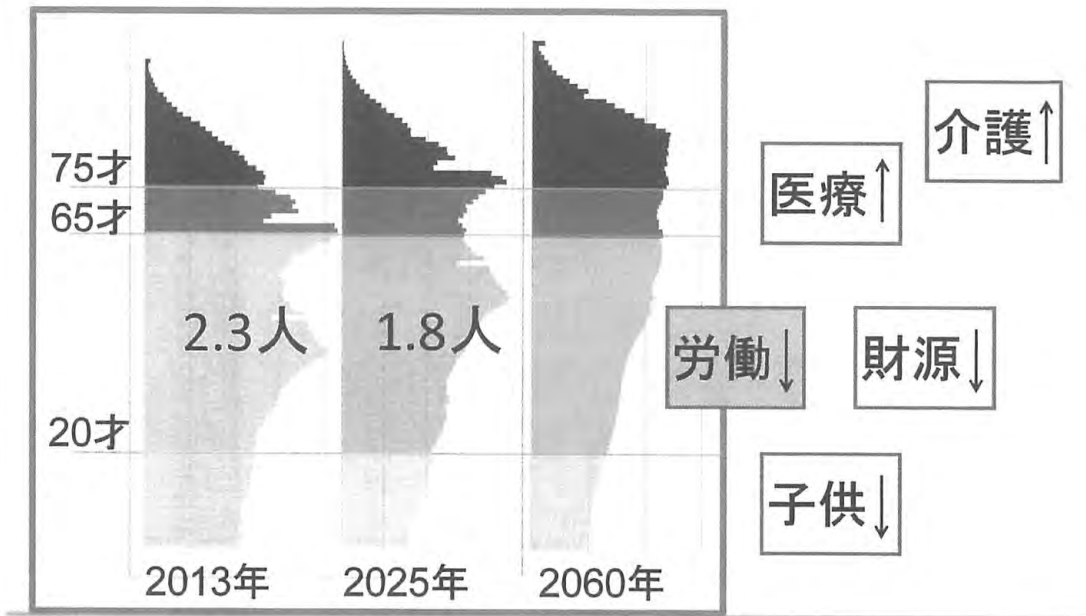 介護↑
医療↑
75才
65才
2.3人
1.8人
労働↓
財源↓
20才
子供↓
2013年
2025年
2060年